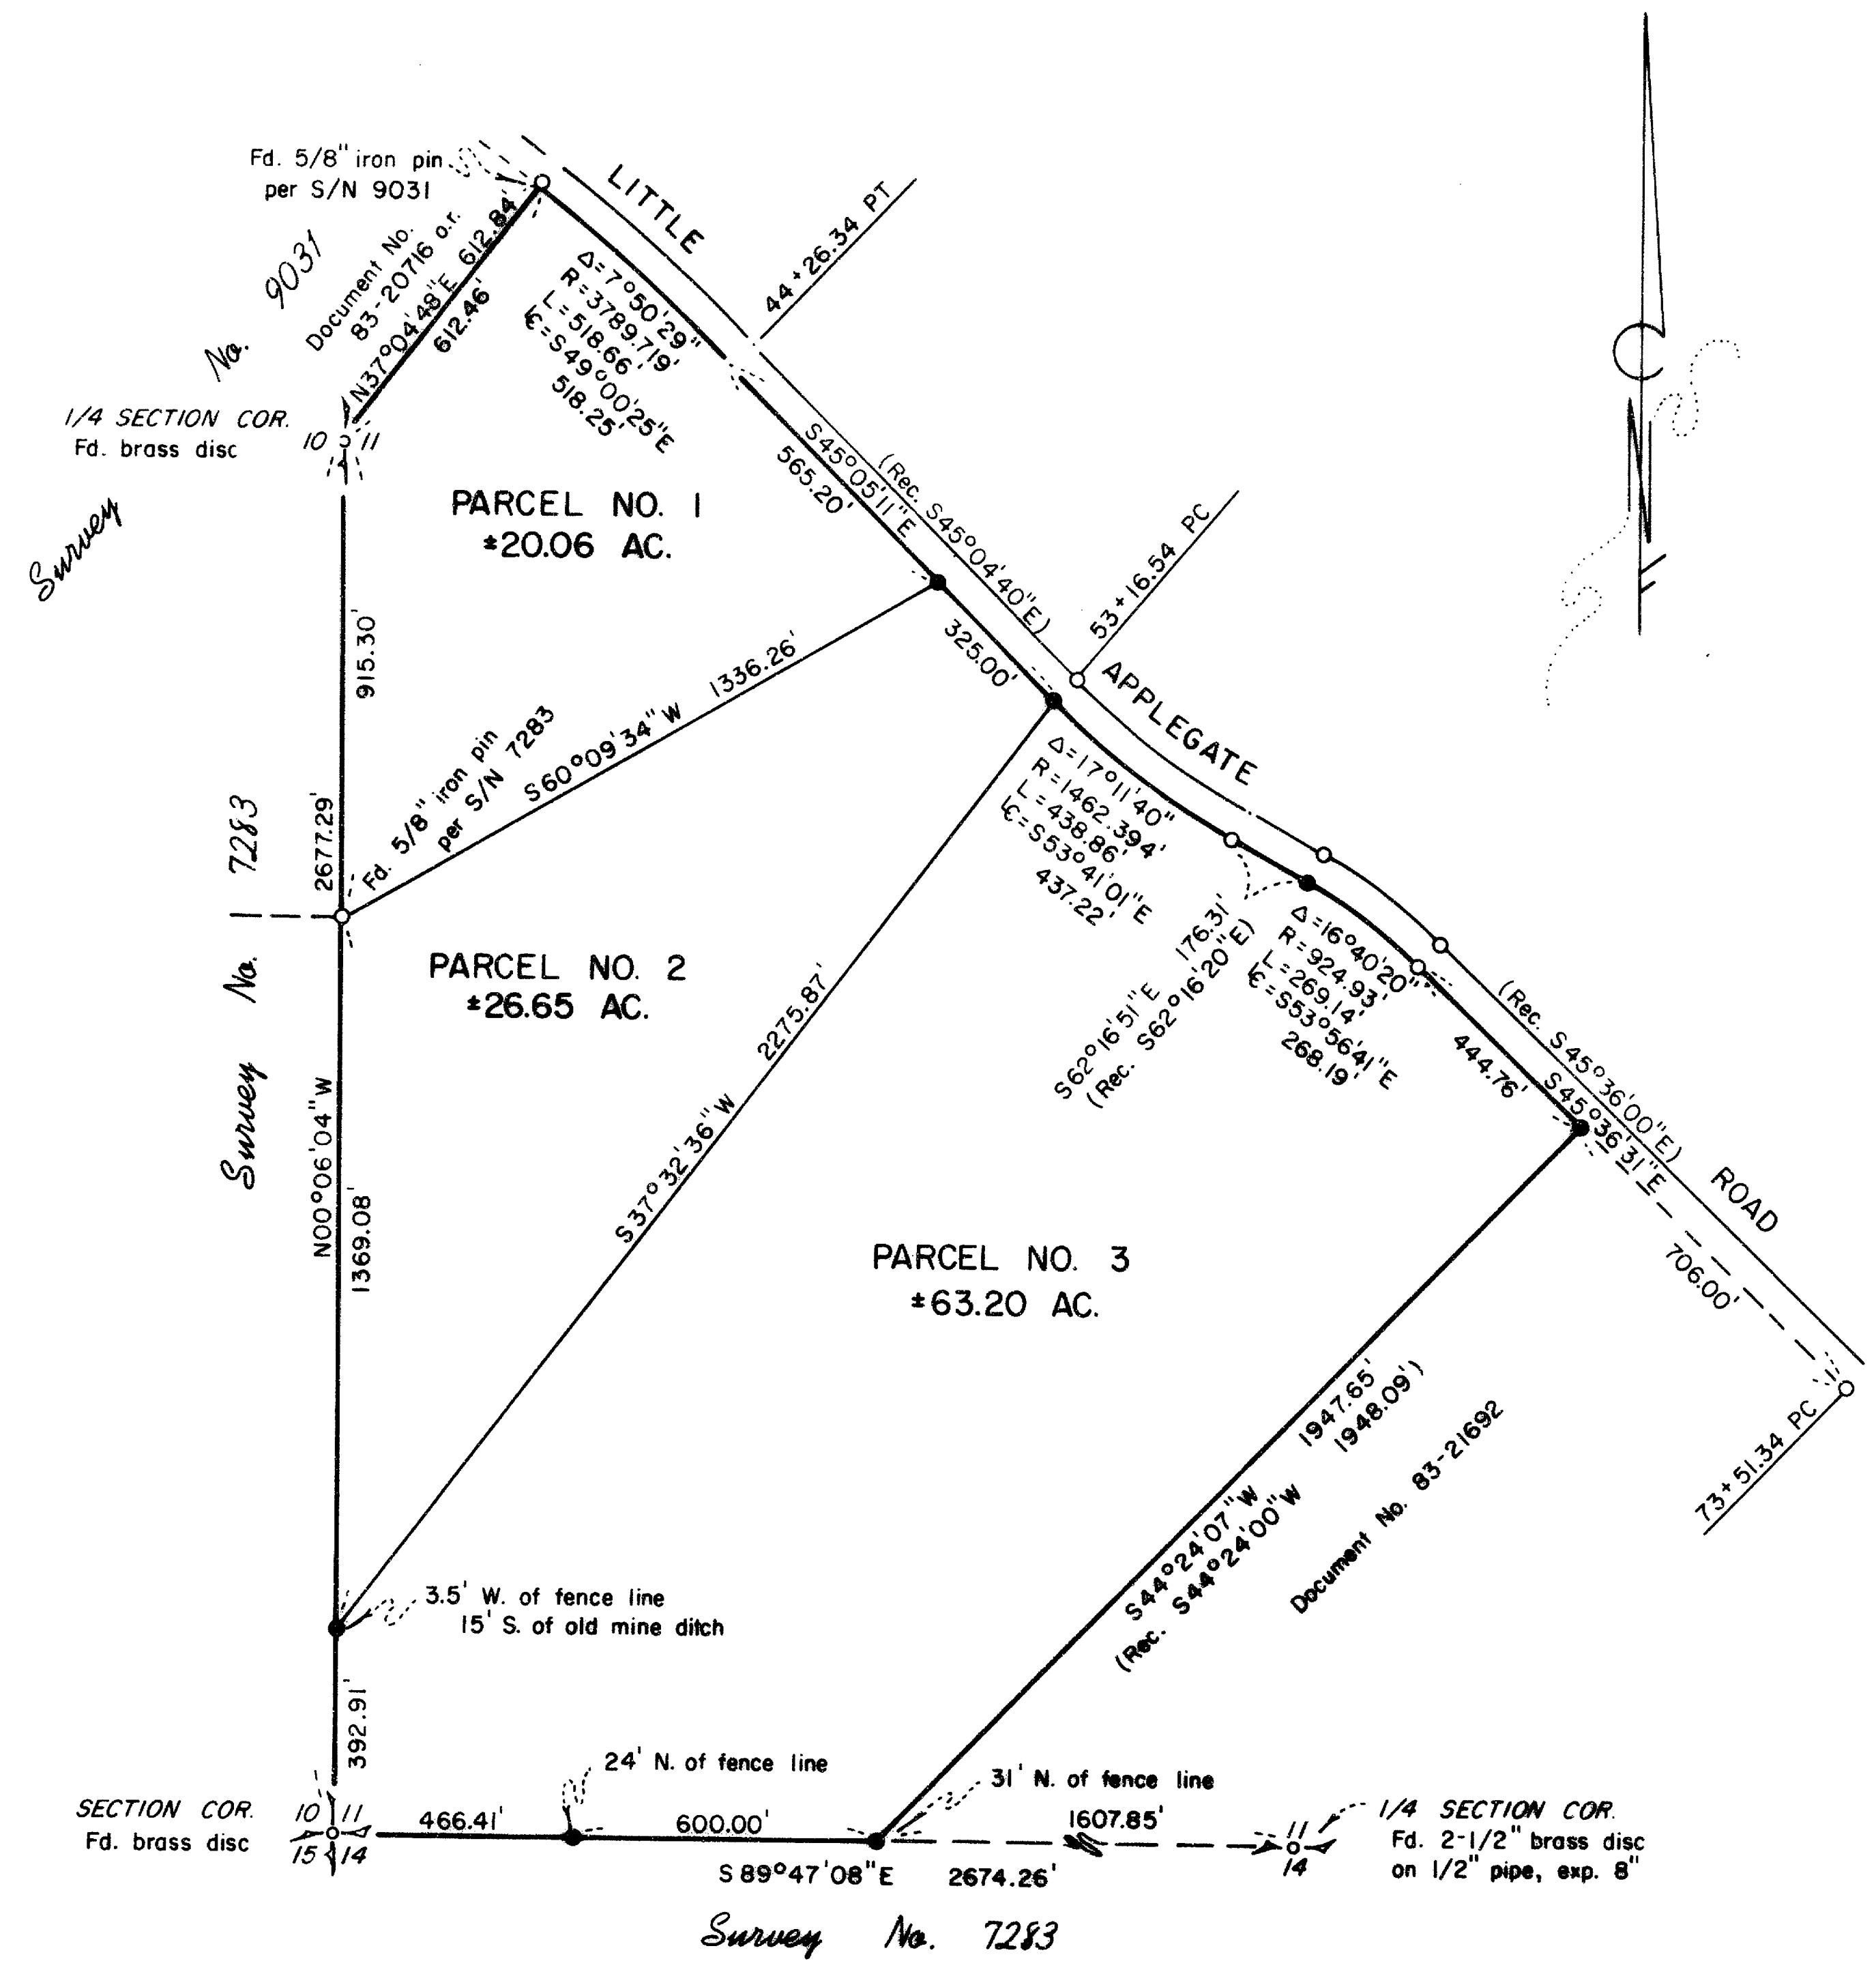 Fd. 5/8" iron pin
per S/N 9031
LITTLE
44+26.34 PT
Document No.
83-20716 o.r.
N37°04'48"E 612.84'
612.46'
Survey No. 9031
Δ=7°50'29"
R=3789.719'
L=518.66'
℄=S49°00'25"E
518.25'
1/4 SECTION COR.
Fd. brass disc
10 11
PARCEL NO. 1
±20.06 AC.
S45°05'11"E
565.20'
(Rec. S45°04'40"E)
53+16.54 PC
325.00'
APPLEGATE
915.30'
2677.29'
S60°09'34"W 1336.26'
Fd. 5/8" iron pin
per S/N 7283
Survey No. 7283
Δ=17°11'40"
R=1462.394'
L=438.86'
℄=S53°41'01"E
437.22'
176.31'
S62°16'51"E
(Rec. S62°16'20"E)
Δ=16°40'20"
R=924.93'
L=269.14'
℄=S53°56'41"E
268.19'
PARCEL NO. 2
±26.65 AC.
S37°32'36"W 2275.87'
444.76'
S45°36'31"E
(Rec. S45°36'00"E)
ROAD
706.00'
73+51.34 PC
N00°06'04"W
1369.08'
PARCEL NO. 3
±63.20 AC.
S44°24'07"W 1947.65'
(Rec. S44°24'00"W 1948.09')
Document No. 83-21692
3.5' W. of fence line
15' S. of old mine ditch
392.91'
24' N. of fence line
31' N. of fence line
SECTION COR.
Fd. brass disc
10 11
15 14
466.41'
600.00'
1607.85'
S89°47'08"E 2674.26'
11
14
1/4 SECTION COR.
Fd. 2-1/2" brass disc
on 1/2" pipe, exp. 8"
Survey No. 7283